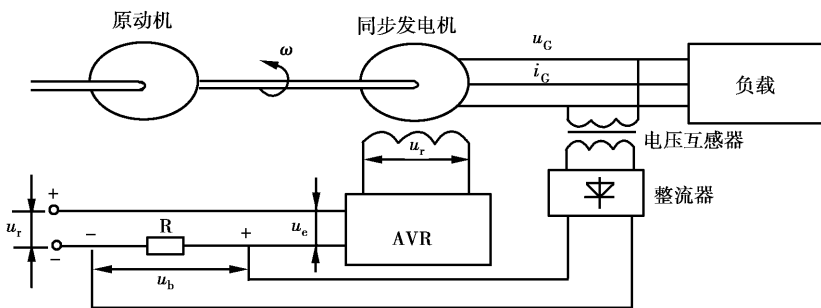 原动机
同步发电机
ω
u_G
i_G
负载
电压互感器
u_r
整流器
+
u_r
−
−
R
+
u_e
AVR
u_b